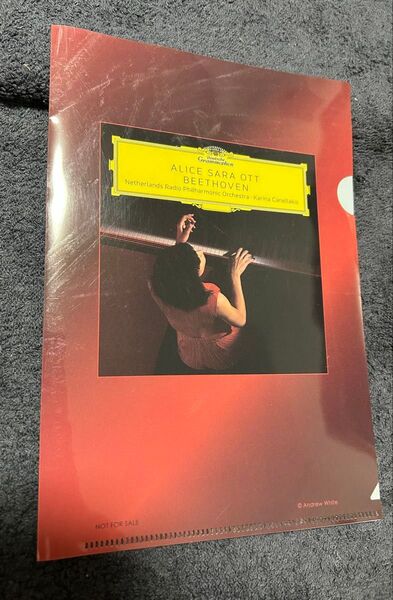 Deutsche
Grammophon
ALICE SARA OTT
BEETHOVEN
Netherlands Radio Philharmonic Orchestra · Karina Canellakis
© Andrew White
NOT FOR SALE